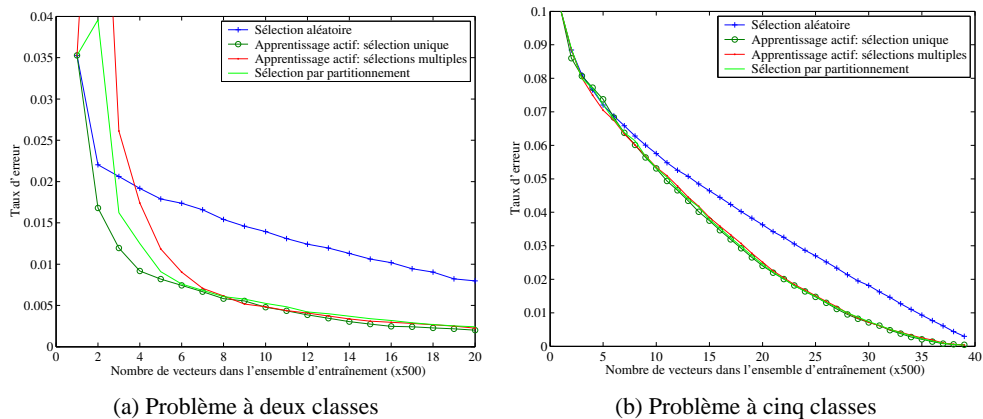 0.04
0.035
0.03
0.025
0.02
0.015
0.01
0.005
0
Taux d'erreur
Sélection aléatoire
Apprentissage actif: sélection unique
Apprentissage actif: sélections multiples
Sélection par partitionnement
0 2 4 6 8 10 12 14 16 18 20
Nombre de vecteurs dans l'ensemble d'entraînement (x500)
(a) Problème à deux classes
0.1
0.09
0.08
0.07
0.06
0.05
0.04
0.03
0.02
0.01
0
Taux d'erreur
Sélection aléatoire
Apprentissage actif: sélection unique
Apprentissage actif: sélections multiples
Sélection par partitionnement
0 5 10 15 20 25 30 35 40
Nombre de vecteurs dans l'ensemble d'entraînement (x500)
(b) Problème à cinq classes